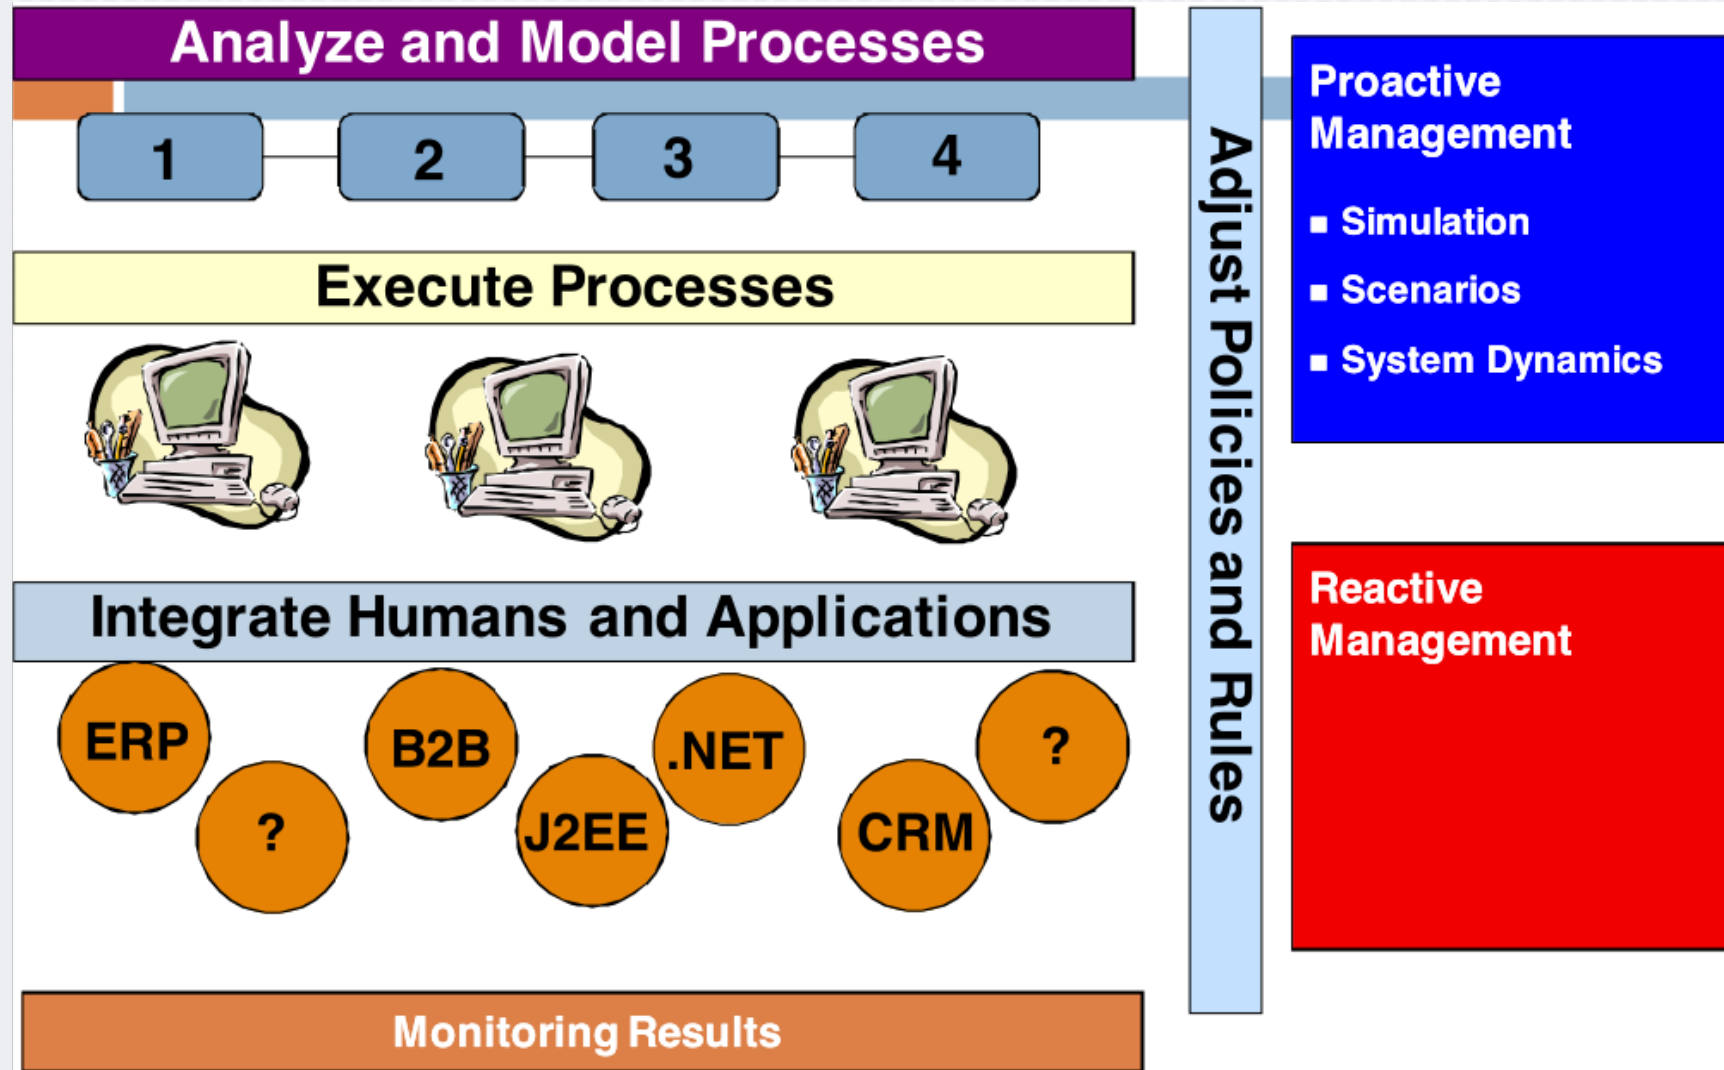 Analyze and Model Processes
1
2
3
4
Execute Processes
Integrate Humans and Applications
ERP
?
B2B
J2EE
.NET
CRM
?
Monitoring Results
Adjust Policies and Rules
Proactive
Management
Simulation
Scenarios
System Dynamics
Reactive
Management